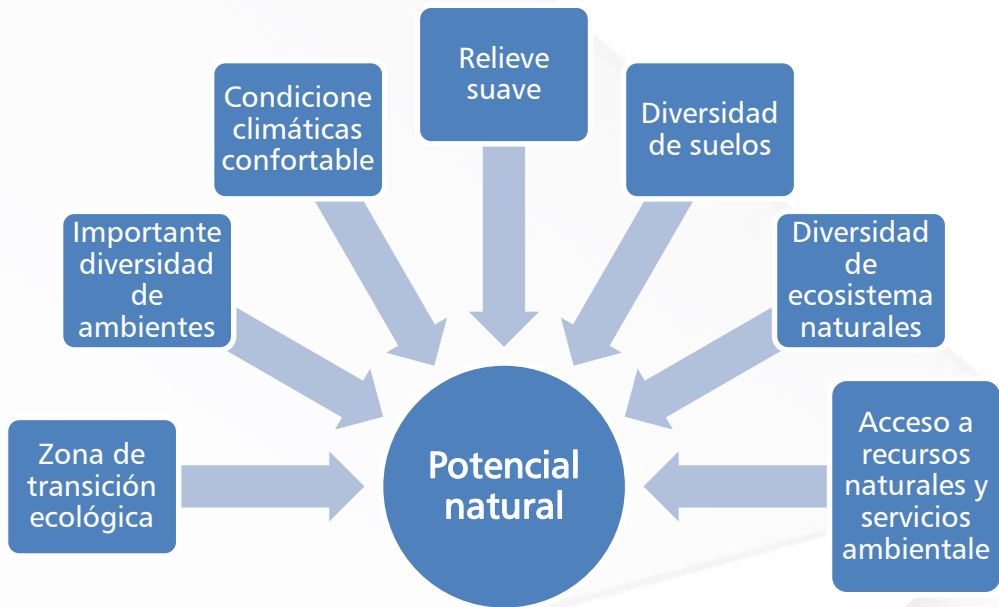 Relieve
suave
Condicione
climáticas
confortable
Diversidad
de suelos
Importante
diversidad
de
ambientes
Diversidad
de
ecosistema
naturales
Zona de
transición
ecológica
Potencial
natural
Acceso a
recursos
naturales y
servicios
ambientale